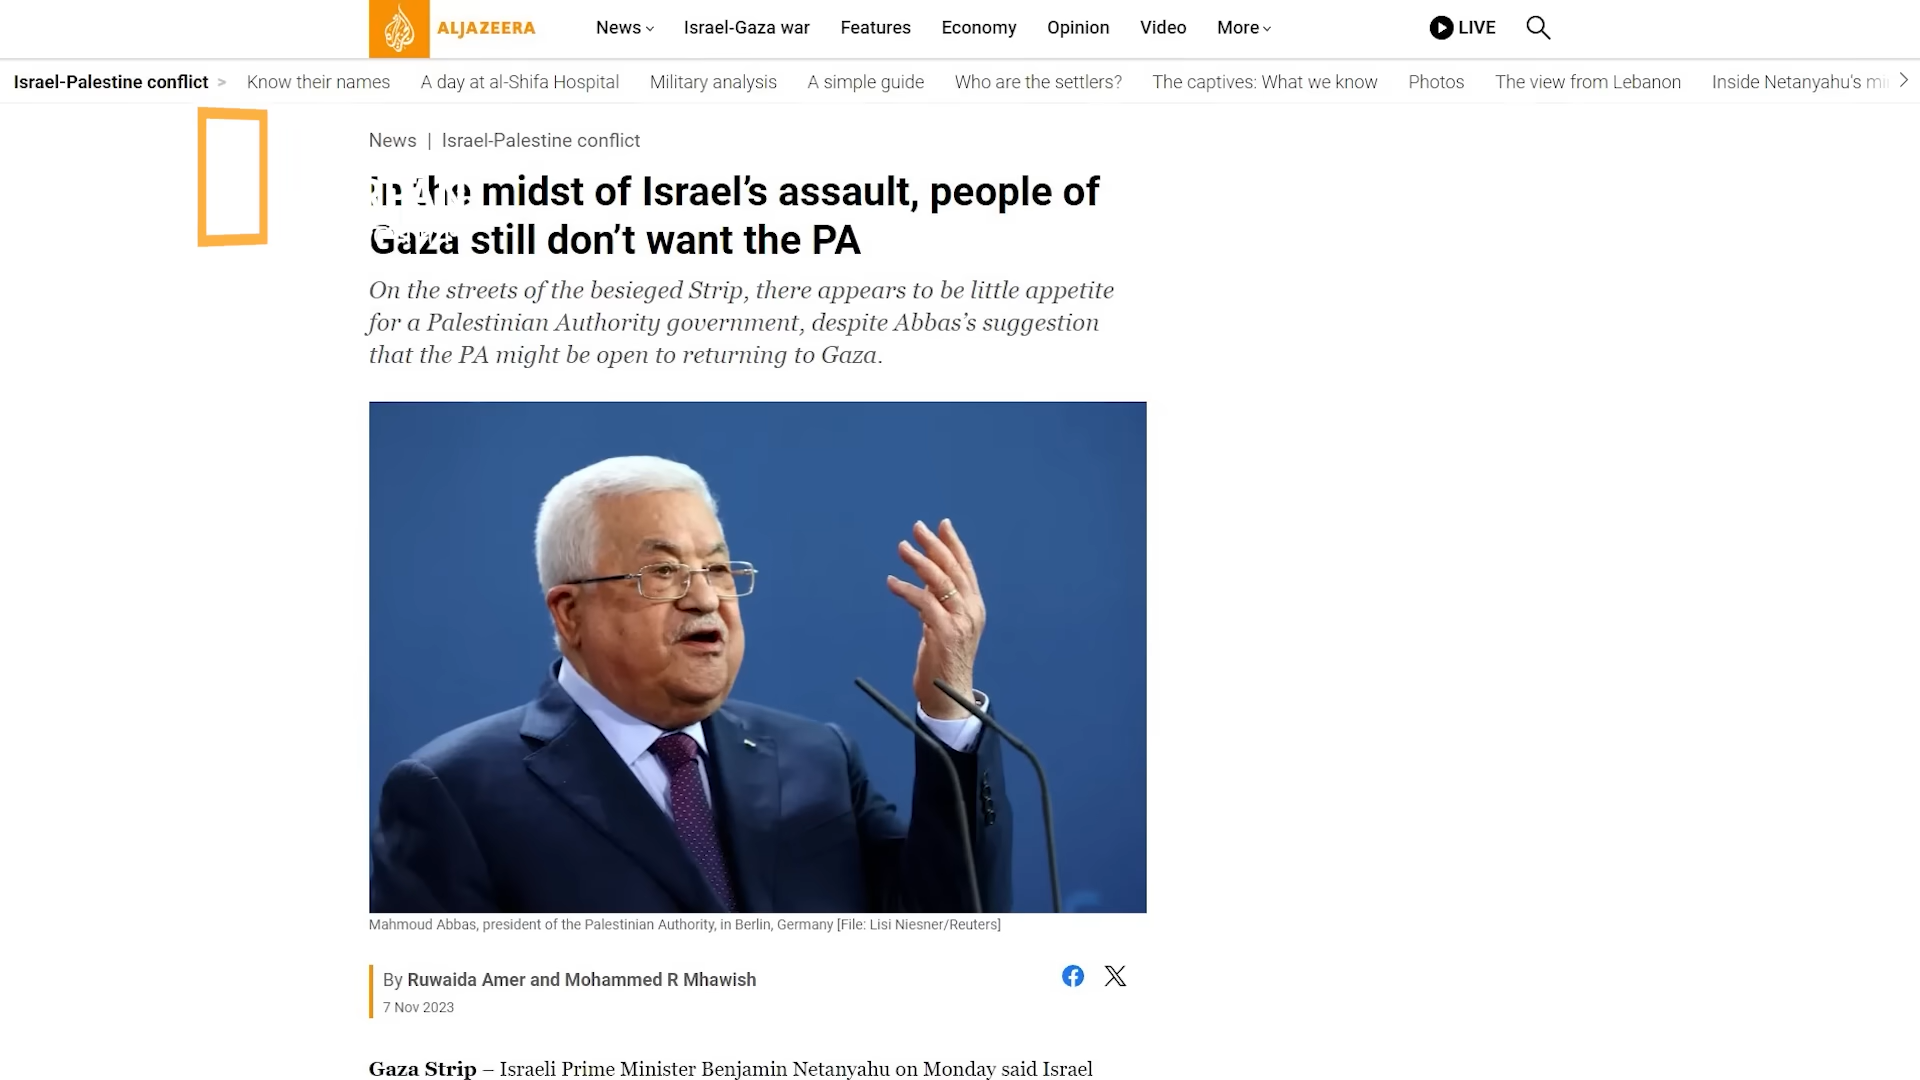 ALJAZEERA
News
Israel-Gaza war
Features
Economy
Opinion
Video
More
LIVE
Israel-Palestine conflict >
Know their names
A day at al-Shifa Hospital
Military analysis
A simple guide
Who are the settlers?
The captives: What we know
Photos
The view from Lebanon
Inside Netanyahu's
News | Israel-Palestine conflict
In the midst of Israel’s assault, people of
Gaza still don’t want the PA
On the streets of the besieged Strip, there appears to be little appetite
for a Palestinian Authority government, despite Abbas’s suggestion
that the PA might be open to returning to Gaza.
Mahmoud Abbas, president of the Palestinian Authority, in Berlin, Germany [File: Lisi Niesner/Reuters]
By Ruwaida Amer and Mohammed R Mhawish
7 Nov 2023
Gaza Strip – Israeli Prime Minister Benjamin Netanyahu on Monday said Israel